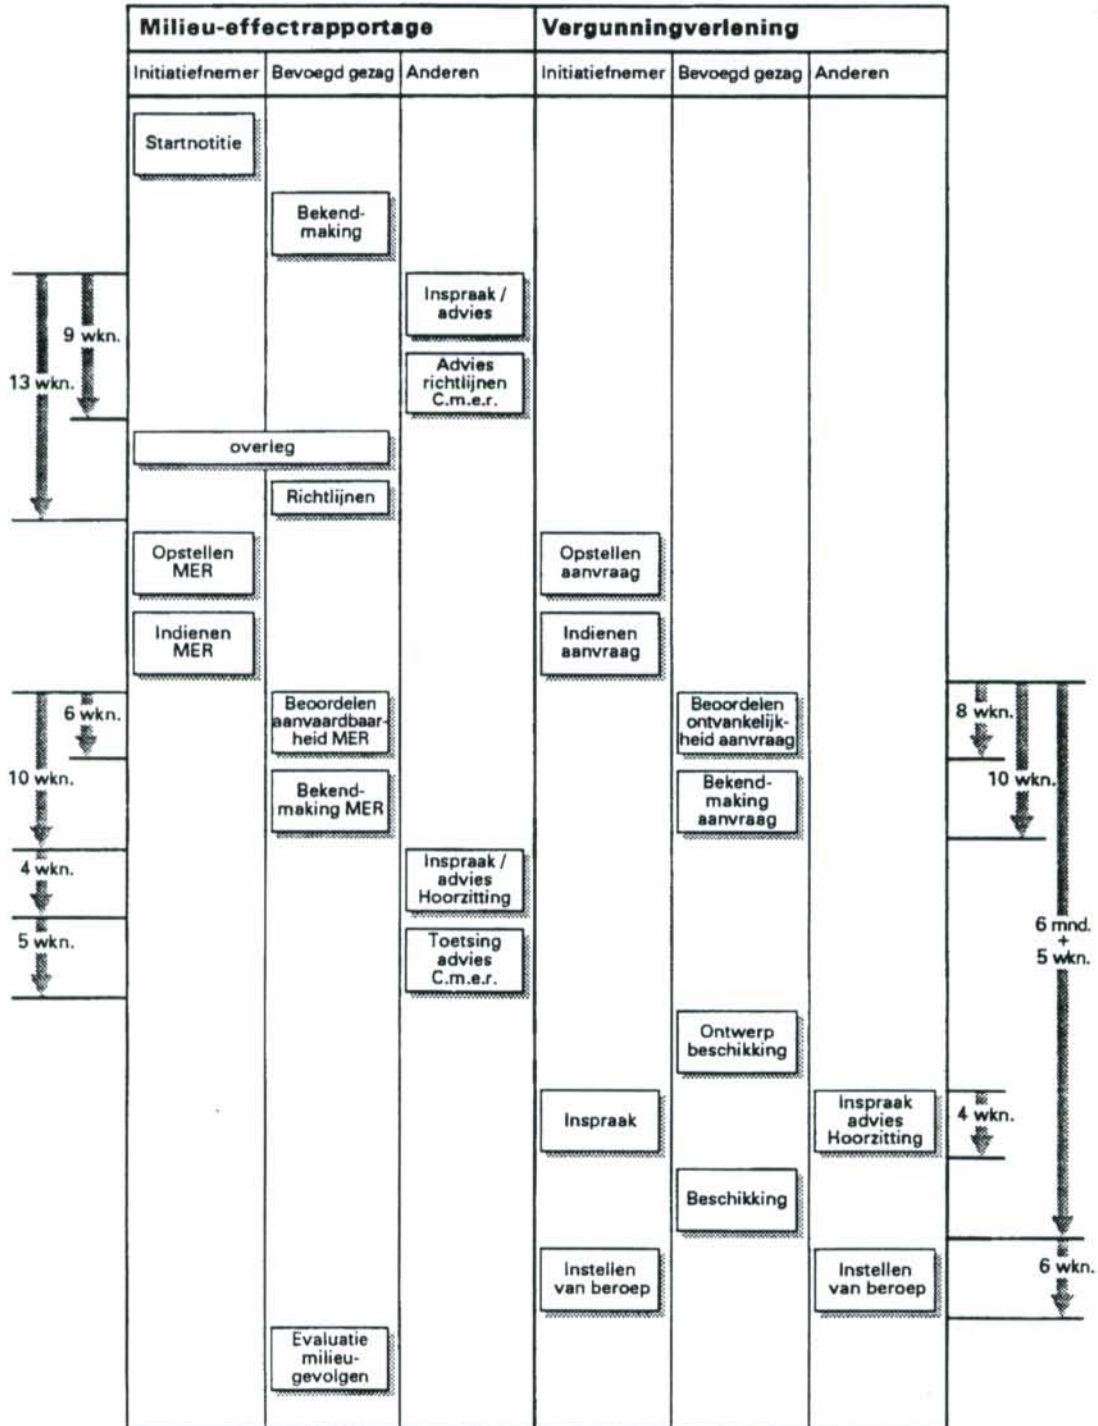 Milieu-effectrapportage
Vergunningverlening
Initiatiefnemer
Bevoegd gezag
Anderen
Initiatiefnemer
Bevoegd gezag
Anderen
Startnotitie
Bekend-
making
Inspraak /
advies
9 wkn.
13 wkn.
Advies
richtlijnen
C.m.e.r.
overleg
Richtlijnen
Opstellen
MER
Opstellen
aanvraag
Indienen
MER
Indienen
aanvraag
6 wkn.
10 wkn.
Beoordelen
aanvaardbaar-
heid MER
Beoordelen
ontvankelijk-
heid aanvraag
8 wkn.
10 wkn.
Bekend-
making MER
Bekend-
making
aanvraag
4 wkn.
Inspraak /
advies
Hoorzitting
5 wkn.
Toetsing
advies
C.m.e.r.
6 mnd.
+
5 wkn.
Ontwerp
beschikking
Inspraak
Inspraak
advies
Hoorzitting
4 wkn.
Beschikking
Instellen
van beroep
Instellen
van beroep
6 wkn.
Evaluatie
milieu-
gevolgen